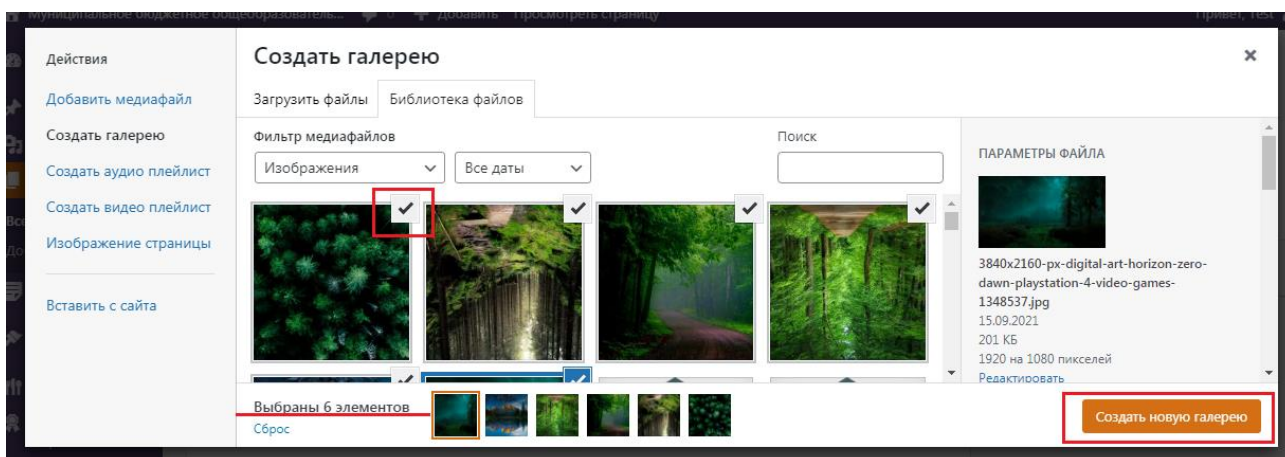 Муниципальное бюджетное общеобразователь... 0 Добавить Просмотреть страницу Привет, Test
Действия
Добавить медиафайл
Создать галерею
Создать аудио плейлист
Создать видео плейлист
Изображение страницы
Вставить с сайта
Создать галерею
Загрузить файлы Библиотека файлов
Фильтр медиафайлов
Поиск
Изображения Все даты
ПАРАМЕТРЫ ФАЙЛА
3840x2160-px-digital-art-horizon-zero-
dawn-playstation-4-video-games-
1348537.jpg
15.09.2021
201 КБ
1920 на 1080 пикселей
Редактировать
Выбраны 6 элементов
Сброс
Создать новую галерею